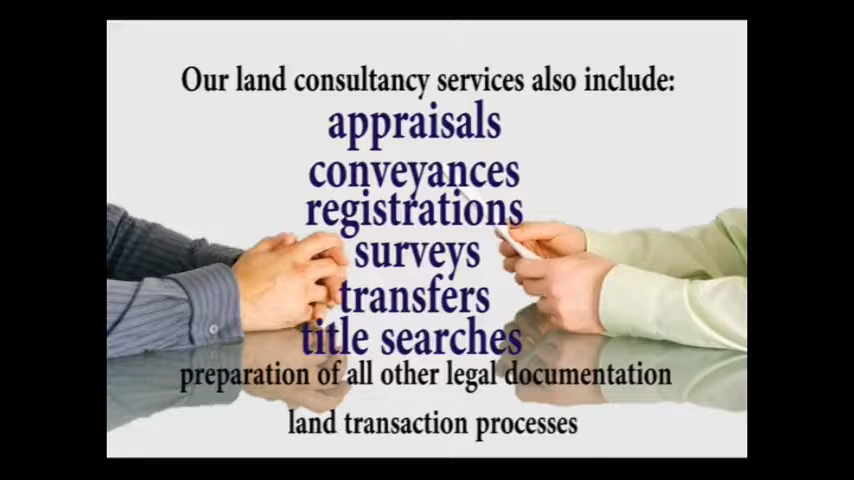 Our land consultancy services also include:
appraisals
conveyances
registrations
surveys
transfers
title searches
preparation of all other legal documentation
land transaction processes